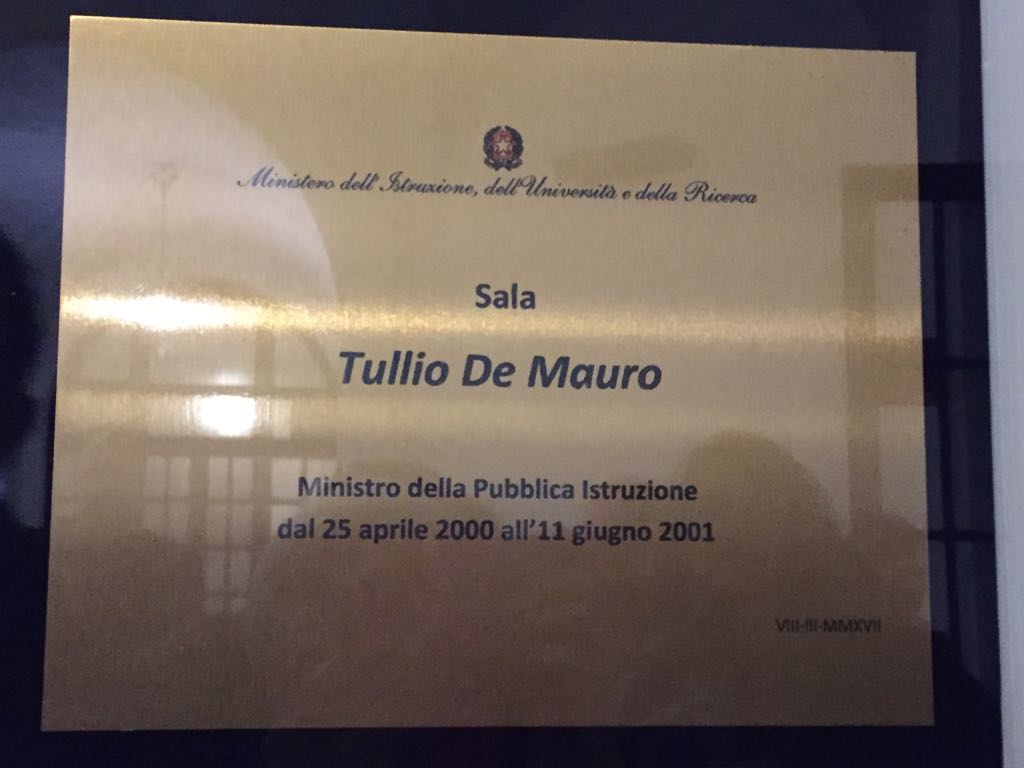 Ministero dell'Istruzione, dell'Università e della Ricerca
Sala
Tullio De Mauro
Ministro della Pubblica Istruzione
dal 25 aprile 2000 all'11 giugno 2001
VIII-III-MMXVII